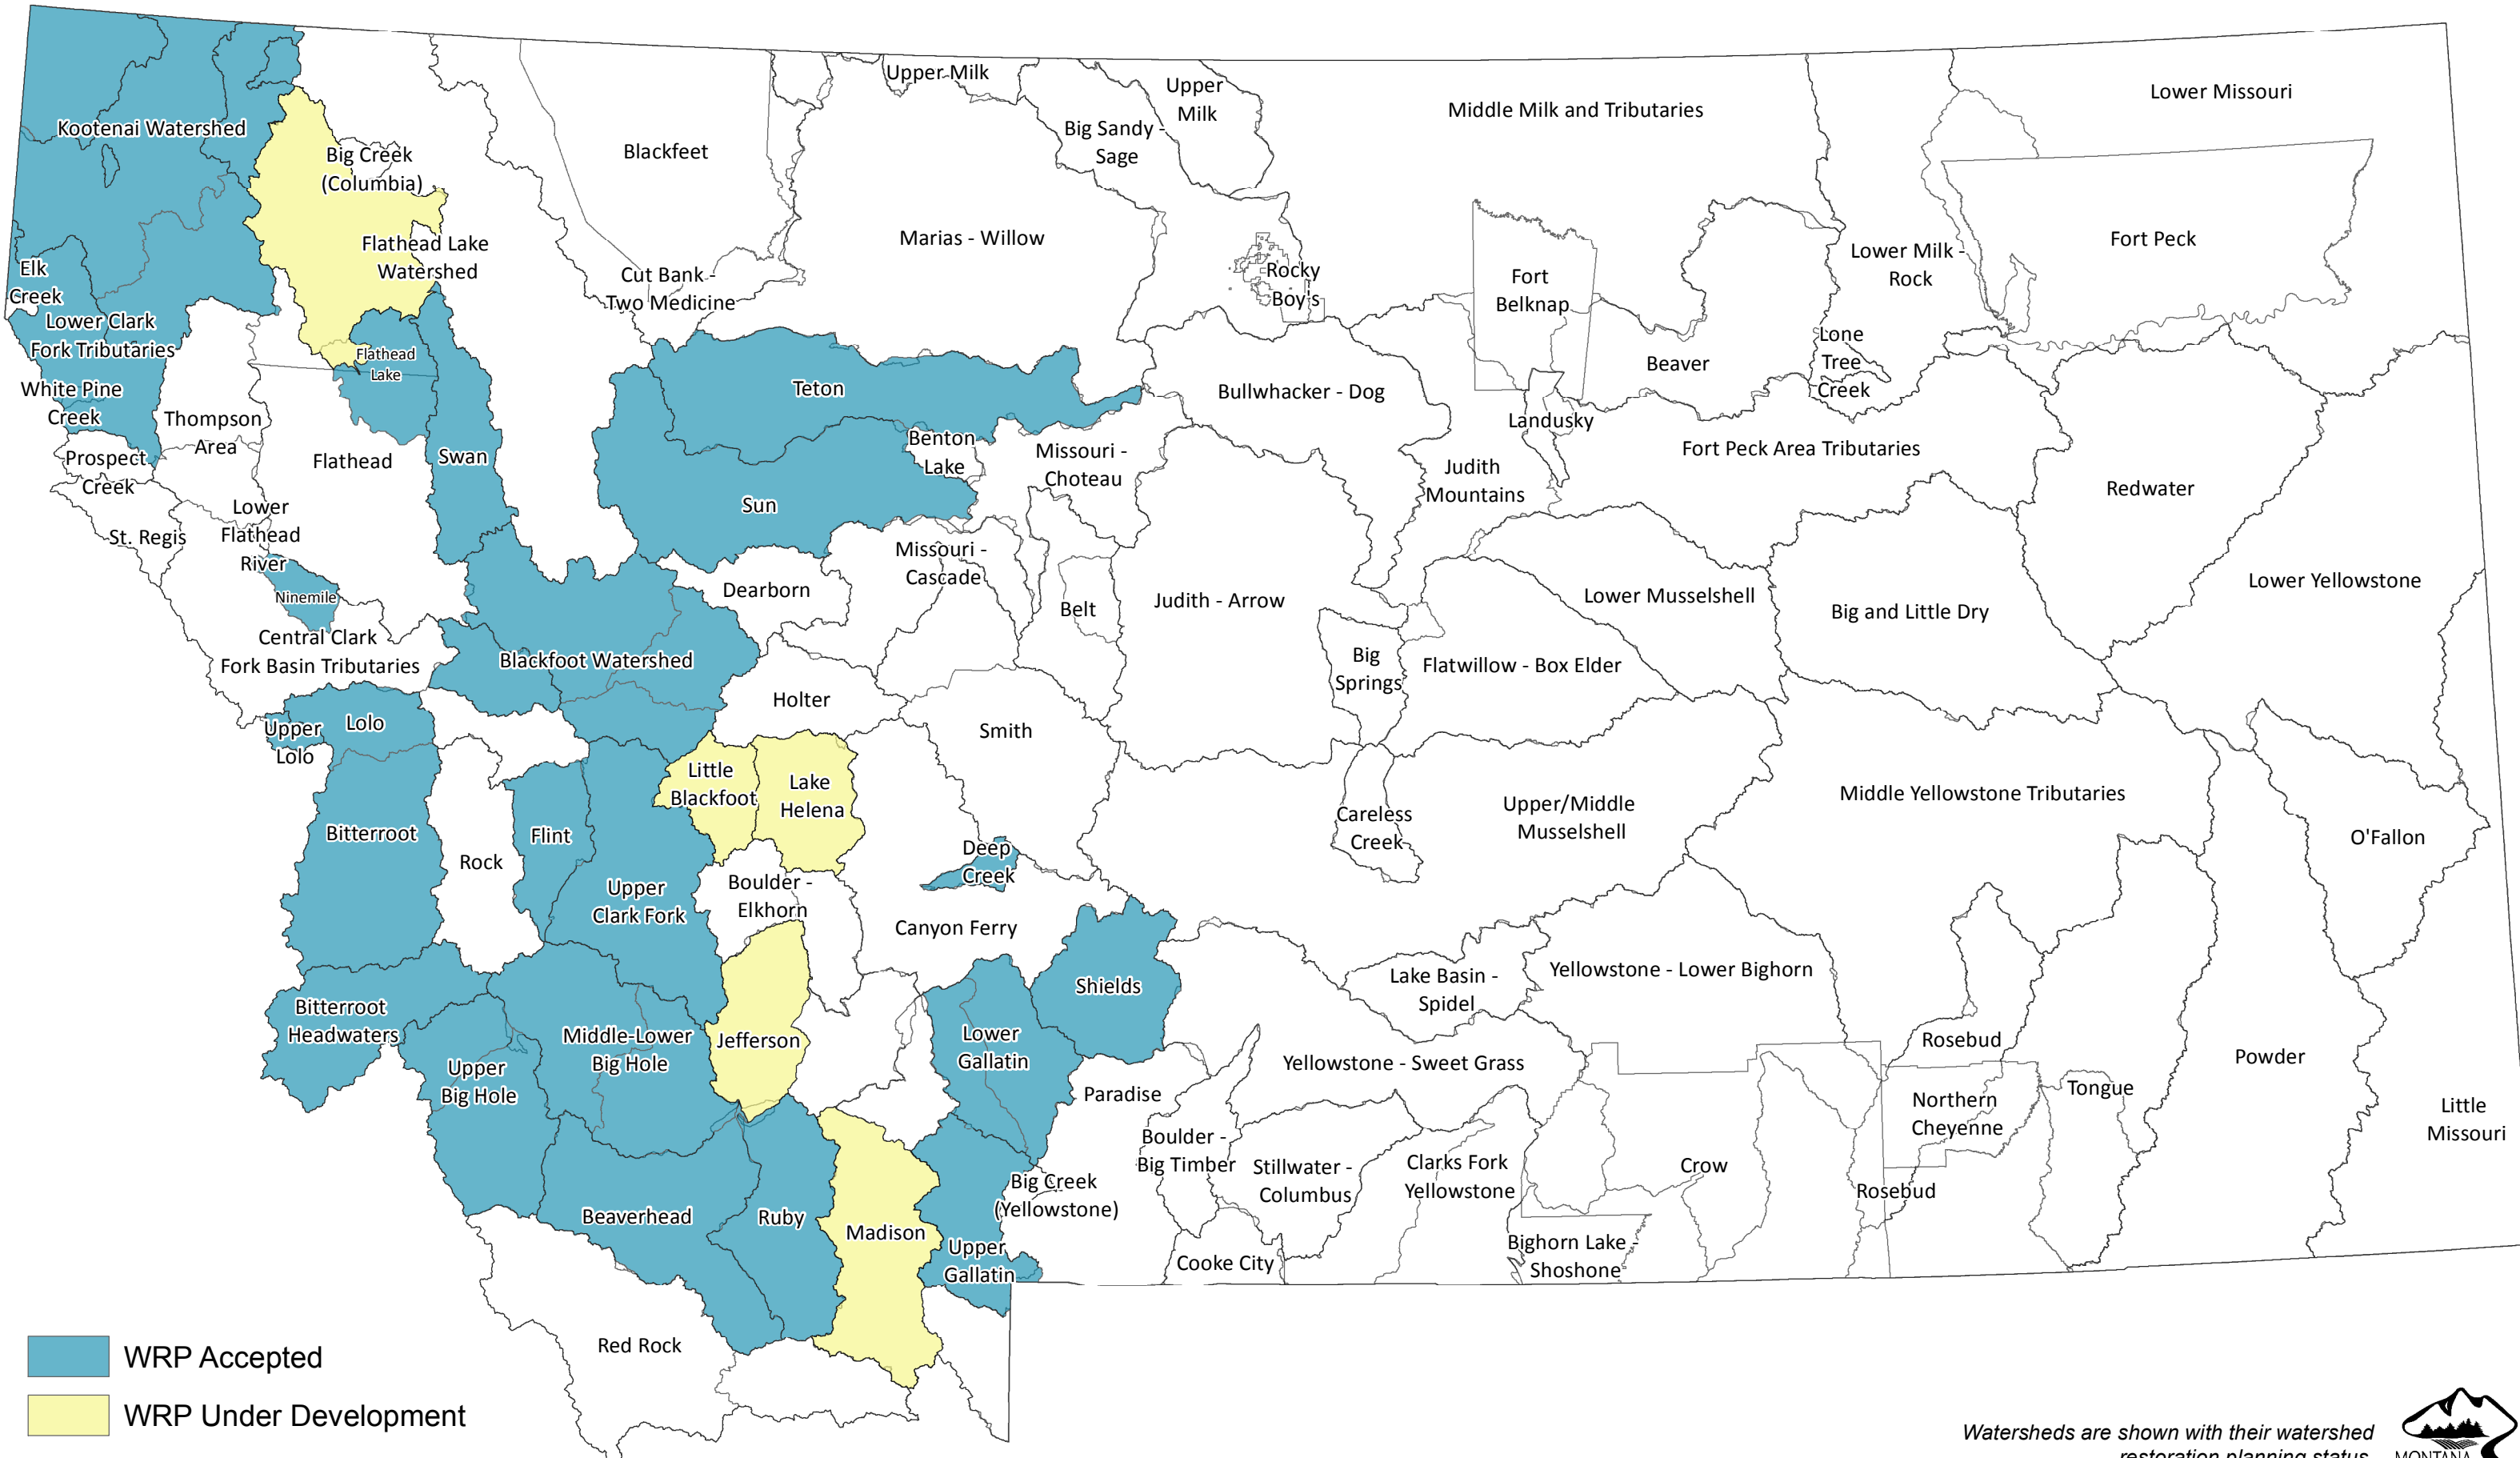 Upper Milk
Upper
Milk
Lower Missouri
Middle Milk and Tributaries
Kootenai Watershed
Big Sandy -
Sage
Blackfeet
Big Creek
(Columbia)
Marias - Willow
Fort Peck
Flathead Lake
Watershed
Lower Milk -
Rock
Elk
Creek
Cut Bank -
Two Medicine
Rocky
Boy's
Fort
Belknap
Lower Clark
Fork Tributaries
Flathead
Lake
Lone
Tree
Creek
Beaver
White Pine
Creek
Teton
Bullwhacker - Dog
Thompson
Area
Landusky
Prospect
Creek
Flathead
Swan
Benton
Lake
Missouri -
Choteau
Judith
Mountains
Fort Peck Area Tributaries
Redwater
Sun
Lower
Flathead
River
St. Regis
Missouri -
Cascade
Dearborn
Belt
Judith - Arrow
Lower Musselshell
Big and Little Dry
Lower Yellowstone
Ninemile
Central Clark
Fork Basin Tributaries
Blackfoot Watershed
Big
Springs
Flatwillow - Box Elder
Holter
Smith
Lolo
Upper
Lolo
Little
Blackfoot
Lake
Helena
Middle Yellowstone Tributaries
Upper/Middle
Musselshell
Careless
Creek
O'Fallon
Bitterroot
Rock
Flint
Deep
Creek
Upper
Clark Fork
Boulder -
Elkhorn
Canyon Ferry
Lake Basin -
Spidel
Yellowstone - Lower Bighorn
Shields
Bitterroot
Headwaters
Middle-Lower
Big Hole
Jefferson
Lower
Gallatin
Rosebud
Powder
Upper
Big Hole
Yellowstone - Sweet Grass
Paradise
Tongue
Northern
Cheyenne
Little
Missouri
Boulder -
Big Timber
Stillwater -
Columbus
Clarks Fork
Yellowstone
Crow
Rosebud
Big Creek
(Yellowstone)
Beaverhead
Ruby
Madison
Upper
Gallatin
Cooke City
Bighorn Lake -
Shoshone
Red Rock
WRP Accepted
WRP Under Development
Watersheds are shown with their watershed
restoration planning status.
MONTANA